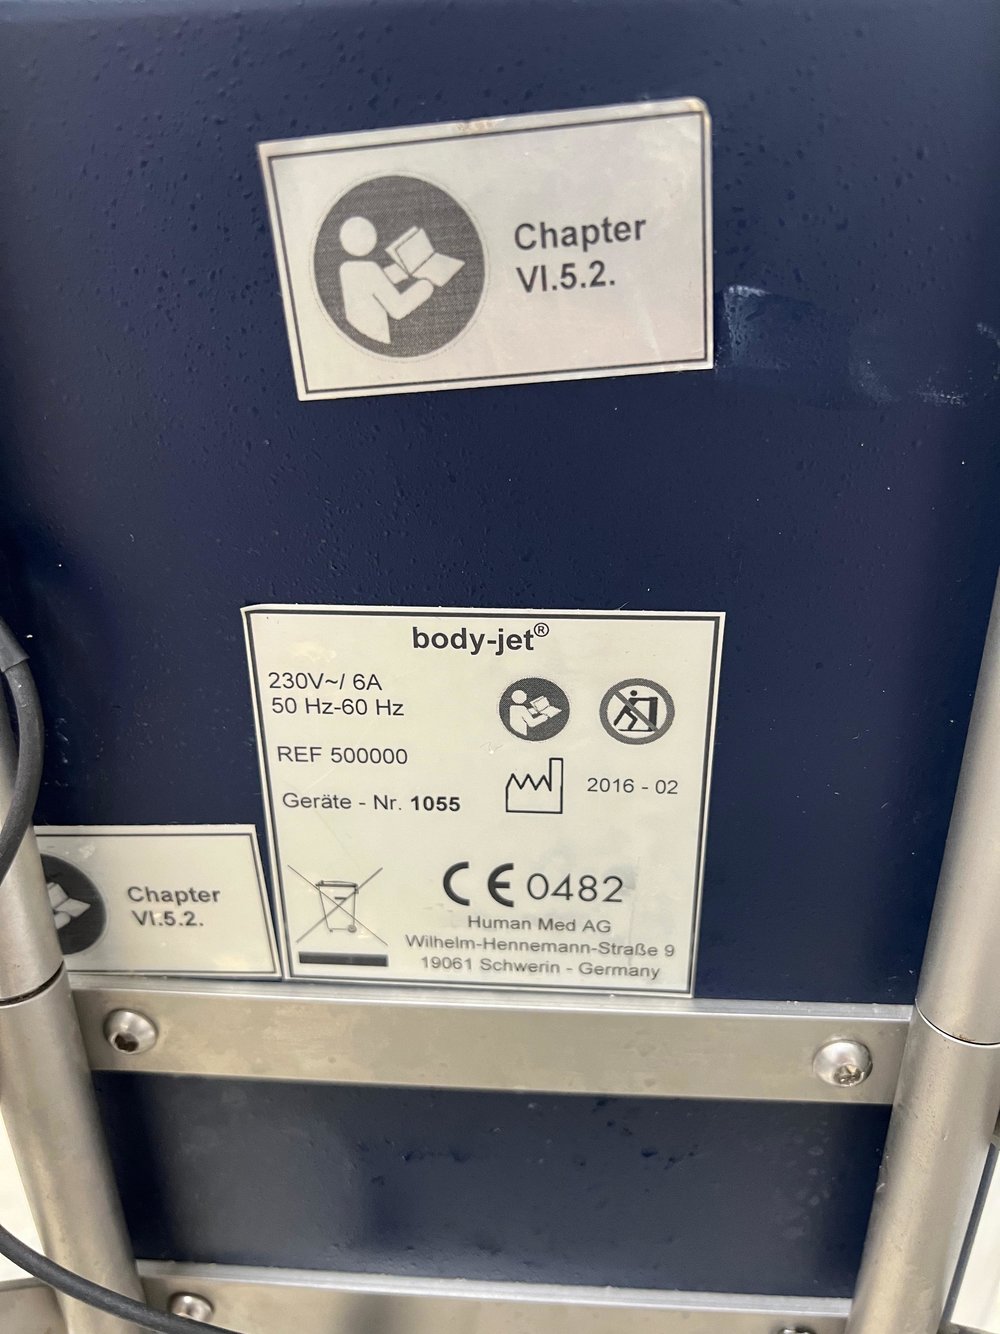 Chapter
VI.5.2.
body-jet®
230V~/ 6A
50 Hz-60 Hz
REF 500000
Geräte - Nr. 1055
2016 - 02
CE 0482
Human Med AG
Wilhelm-Hennemann-Straße 9
19061 Schwerin - Germany
Chapter
VI.5.2.